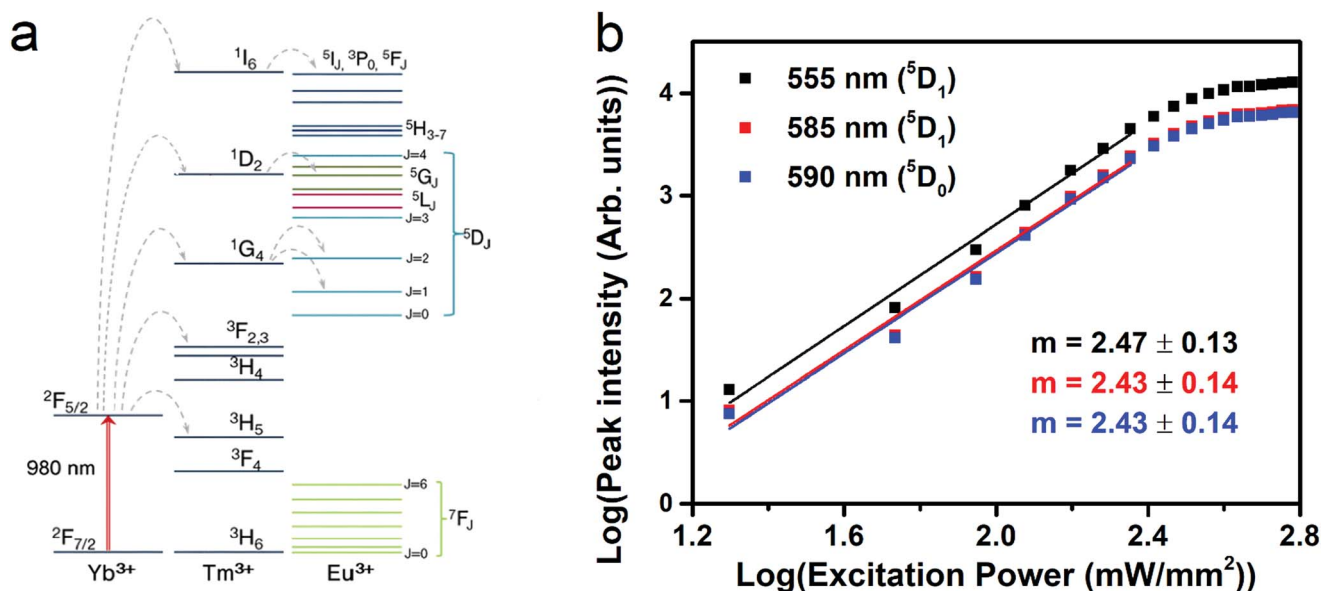 a
¹I₆
⁵I_J, ³P₀, ⁵F_J
⁵H₃₋₇
J=4
¹D₂
⁵G_J
⁵L_J
J=3
⁵D_J
¹G₄
J=2
J=1
J=0
³F₂,₃
³H₄
²F₅/₂
³H₅
980 nm
³F₄
J=6
⁷F_J
²F₇/₂
³H₆
J=0
Yb³⁺
Tm³⁺
Eu³⁺
b
Log(Peak intensity (Arb. units))
4
3
2
1
0
555 nm (⁵D₁)
585 nm (⁵D₁)
590 nm (⁵D₀)
m = 2.47 ± 0.13
m = 2.43 ± 0.14
m = 2.43 ± 0.14
1.2 1.6 2.0 2.4 2.8
Log(Excitation Power (mW/mm²))